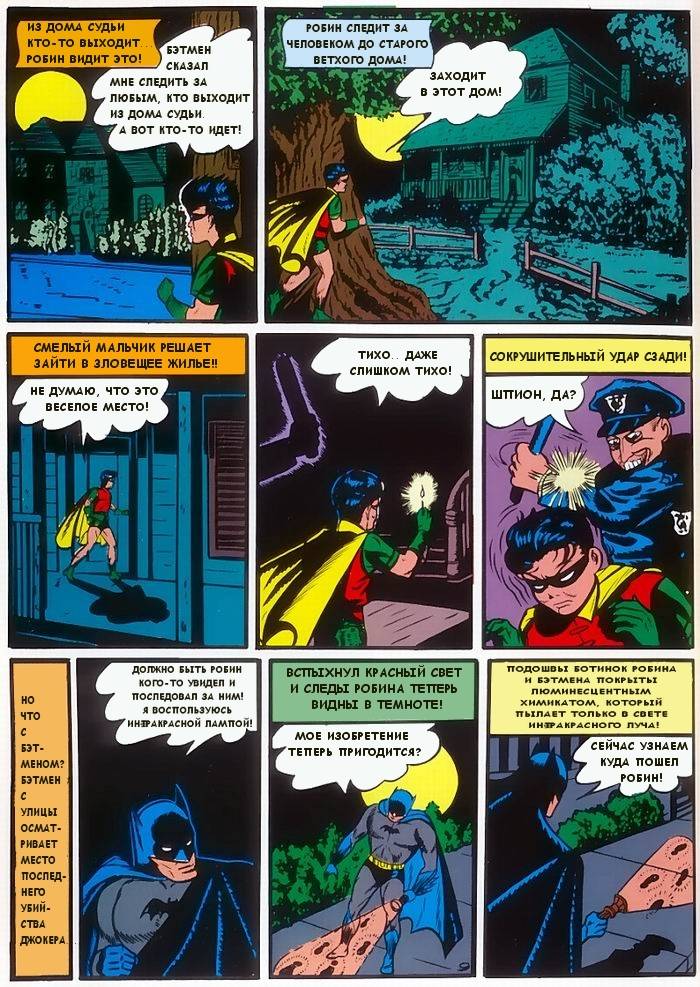 ИЗ ДОМА СУДЬИ
КТО-ТО ВЫХОДИТ...
РОБИН ВИДИТ ЭТО!
БЭТМЕН
СКАЗАЛ
МНЕ СЛЕДИТЬ ЗА
ЛЮБЫМ, КТО ВЫХОДИТ
ИЗ ДОМА СУДЬИ.
А ВОТ КТО-ТО ИДЕТ!
РОБИН СЛЕДИТ ЗА
ЧЕЛОВЕКОМ ДО СТАРОГО
ВЕТХОГО ДОМА!
ЗАХОДИТ
В ЭТОТ ДОМ!
СМЕЛЫЙ МАЛЬЧИК РЕШАЕТ
ЗАЙТИ В ЗЛОВЕЩЕЕ ЖИЛЬЕ!!
НЕ ДУМАЮ, ЧТО ЭТО
ВЕСЕЛОЕ МЕСТО!
ТИХО.. ДАЖЕ
СЛИШКОМ ТИХО!
СОКРУШИТЕЛЬНЫЙ УДАР СЗАДИ!
ШПИОН, ДА?
НО
ЧТО
С
БЭТ-
МЕНОМ?
БЭТМЕН
С
УЛИЦЫ
ОСМАТ-
РИВАЕТ
МЕСТО
ПОСЛЕД-
НЕГО
УБИЙ-
СТВА
ДЖОКЕРА.
ДОЛЖНО БЫТЬ РОБИН
КОГО-ТО УВИДЕЛ И
ПОСЛЕДОВАЛ ЗА НИМ!
Я ВОСПОЛЬЗУЮСЬ
ИНФРАКРАСНОЙ ЛАМПОЙ!
ВСПЫХНУЛ КРАСНЫЙ СВЕТ
И СЛЕДЫ РОБИНА ТЕПЕРЬ
ВИДНЫ В ТЕМНОТЕ!
МОЕ ИЗОБРЕТЕНИЕ
ТЕПЕРЬ ПРИГОДИТСЯ?
ПОДОШВЫ БОТИНОК РОБИНА
И БЭТМЕНА ПОКРЫТЫ
ЛЮМИНЕСЦЕНТНЫМ
ХИМИКАТОМ, КОТОРЫЙ
ПЫЛАЕТ ТОЛЬКО В СВЕТЕ
ИНФРАКРАСНОГО ЛУЧА!
СЕЙЧАС УЗНАЕМ
КУДА ПОШЕЛ
РОБИН!
9